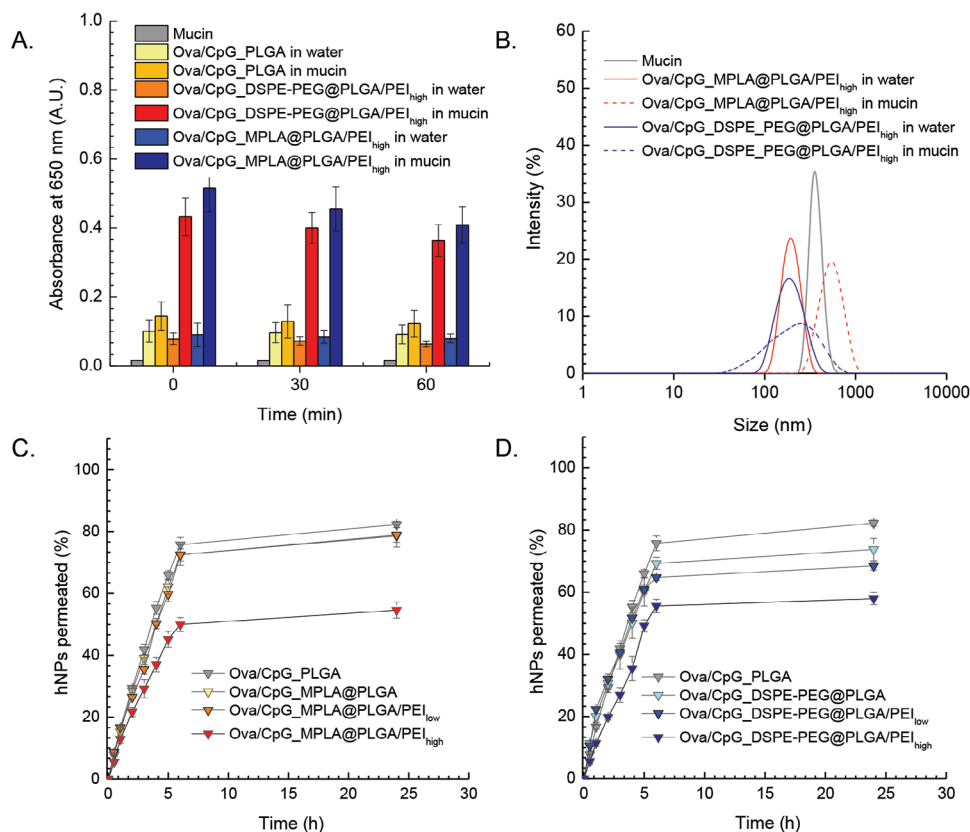 A.
Absorbance at 650 nm (A.U.)
1.0
0.8
0.6
0.4
0.2
0.0
Mucin
Ova/CpG_PLGA in water
Ova/CpG_PLGA in mucin
Ova/CpG_DSPE-PEG@PLGA/PEIhigh in water
Ova/CpG_DSPE-PEG@PLGA/PEIhigh in mucin
Ova/CpG_MPLA@PLGA/PEIhigh in water
Ova/CpG_MPLA@PLGA/PEIhigh in mucin
0 30 60
Time (min)
B.
Intensity (%)
60
50
40
30
20
10
0
Mucin
Ova/CpG_MPLA@PLGA/PEIhigh in water
Ova/CpG_MPLA@PLGA/PEIhigh in mucin
Ova/CpG_DSPE_PEG@PLGA/PEIhigh in water
Ova/CpG_DSPE_PEG@PLGA/PEIhigh in mucin
1 10 100 1000 10000
Size (nm)
C.
hNPs permeated (%)
100
80
60
40
20
0
Ova/CpG_PLGA
Ova/CpG_MPLA@PLGA
Ova/CpG_MPLA@PLGA/PEIlow
Ova/CpG_MPLA@PLGA/PEIhigh
0 5 10 15 20 25 30
Time (h)
D.
hNPs permeated (%)
100
80
60
40
20
0
Ova/CpG_PLGA
Ova/CpG_DSPE-PEG@PLGA
Ova/CpG_DSPE-PEG@PLGA/PEIlow
Ova/CpG_DSPE-PEG@PLGA/PEIhigh
0 5 10 15 20 25 30
Time (h)